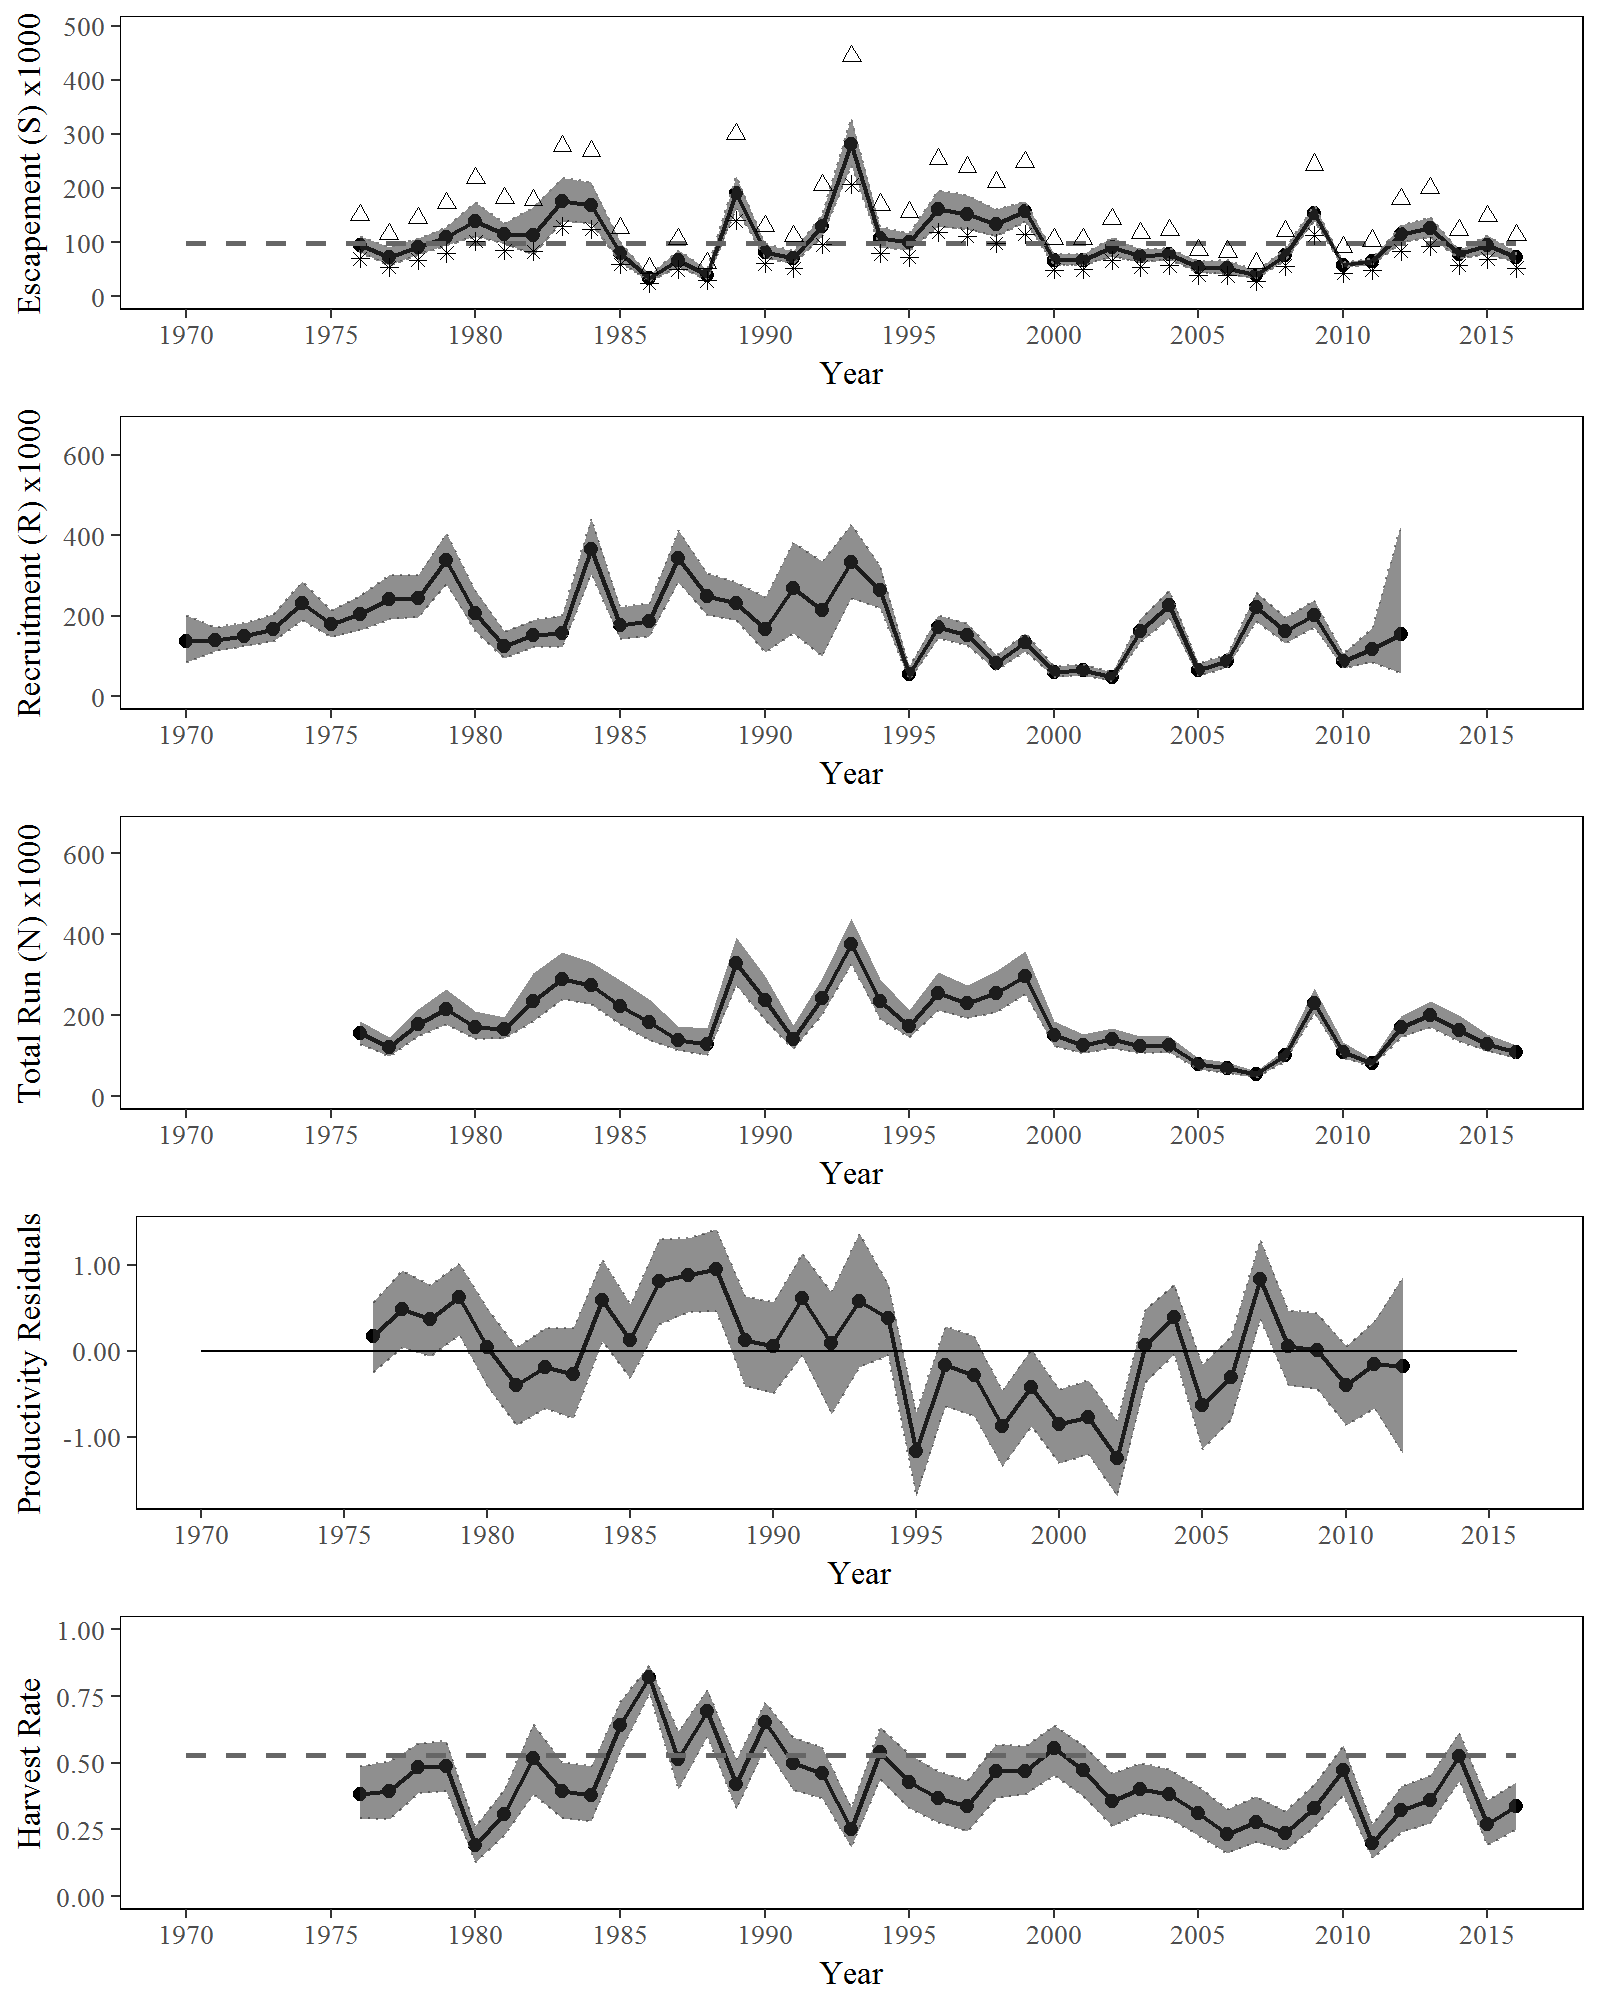 Escapement (S) x1000
500
400
300
200
100
0
1970 1975 1980 1985 1990 1995 2000 2005 2010 2015
Year
Recruitment (R) x1000
600
400
200
0
1970 1975 1980 1985 1990 1995 2000 2005 2010 2015
Year
Total Run (N) x1000
600
400
200
0
1970 1975 1980 1985 1990 1995 2000 2005 2010 2015
Year
Productivity Residuals
1.00
0.00
-1.00
1970 1975 1980 1985 1990 1995 2000 2005 2010 2015
Year
Harvest Rate
1.00
0.75
0.50
0.25
0.00
1970 1975 1980 1985 1990 1995 2000 2005 2010 2015
Year